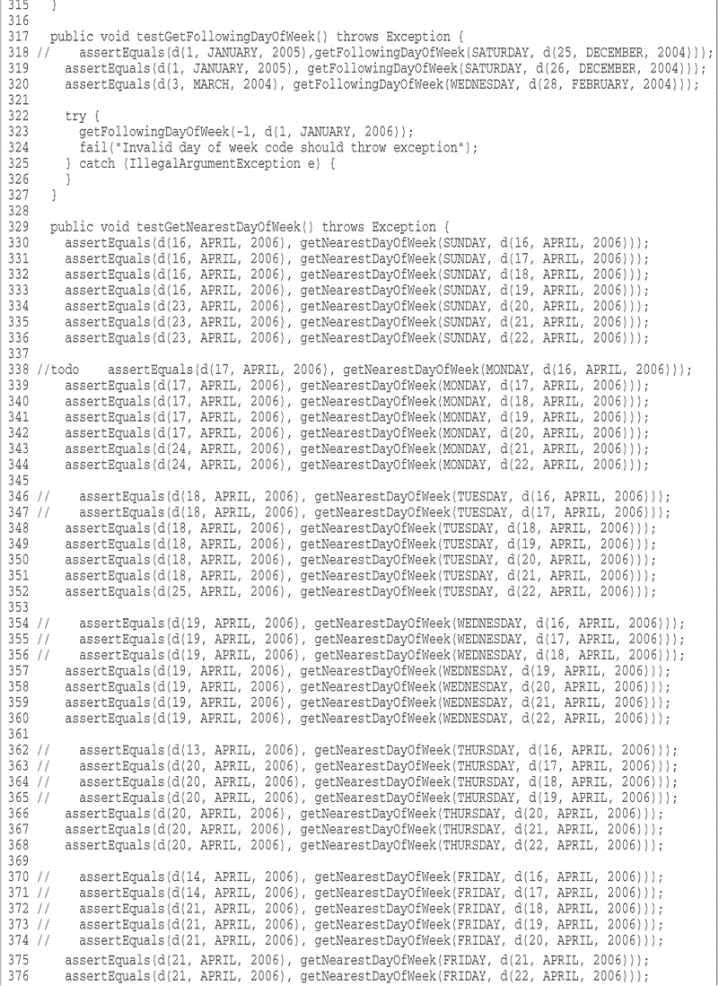 315   }
316
317   public void testGetFollowingDayOfWeek() throws Exception {
318 //    assertEquals(d(1, JANUARY, 2005),getFollowingDayOfWeek(SATURDAY, d(25, DECEMBER, 2004)));
319     assertEquals(d(1, JANUARY, 2005), getFollowingDayOfWeek(SATURDAY, d(26, DECEMBER, 2004)));
320     assertEquals(d(3, MARCH, 2004), getFollowingDayOfWeek(WEDNESDAY, d(28, FEBRUARY, 2004)));
321
322     try {
323       getFollowingDayOfWeek(-1, d(1, JANUARY, 2006));
324       fail("Invalid day of week code should throw exception");
325     } catch (IllegalArgumentException e) {
326     }
327   }
328
329   public void testGetNearestDayOfWeek() throws Exception {
330     assertEquals(d(16, APRIL, 2006), getNearestDayOfWeek(SUNDAY, d(16, APRIL, 2006)));
331     assertEquals(d(16, APRIL, 2006), getNearestDayOfWeek(SUNDAY, d(17, APRIL, 2006)));
332     assertEquals(d(16, APRIL, 2006), getNearestDayOfWeek(SUNDAY, d(18, APRIL, 2006)));
333     assertEquals(d(16, APRIL, 2006), getNearestDayOfWeek(SUNDAY, d(19, APRIL, 2006)));
334     assertEquals(d(23, APRIL, 2006), getNearestDayOfWeek(SUNDAY, d(20, APRIL, 2006)));
335     assertEquals(d(23, APRIL, 2006), getNearestDayOfWeek(SUNDAY, d(21, APRIL, 2006)));
336     assertEquals(d(23, APRIL, 2006), getNearestDayOfWeek(SUNDAY, d(22, APRIL, 2006)));
337
338 //todo    assertEquals(d(17, APRIL, 2006), getNearestDayOfWeek(MONDAY, d(16, APRIL, 2006)));
339     assertEquals(d(17, APRIL, 2006), getNearestDayOfWeek(MONDAY, d(17, APRIL, 2006)));
340     assertEquals(d(17, APRIL, 2006), getNearestDayOfWeek(MONDAY, d(18, APRIL, 2006)));
341     assertEquals(d(17, APRIL, 2006), getNearestDayOfWeek(MONDAY, d(19, APRIL, 2006)));
342     assertEquals(d(17, APRIL, 2006), getNearestDayOfWeek(MONDAY, d(20, APRIL, 2006)));
343     assertEquals(d(24, APRIL, 2006), getNearestDayOfWeek(MONDAY, d(21, APRIL, 2006)));
344     assertEquals(d(24, APRIL, 2006), getNearestDayOfWeek(MONDAY, d(22, APRIL, 2006)));
345
346 //    assertEquals(d(18, APRIL, 2006), getNearestDayOfWeek(TUESDAY, d(16, APRIL, 2006)));
347 //    assertEquals(d(18, APRIL, 2006), getNearestDayOfWeek(TUESDAY, d(17, APRIL, 2006)));
348     assertEquals(d(18, APRIL, 2006), getNearestDayOfWeek(TUESDAY, d(18, APRIL, 2006)));
349     assertEquals(d(18, APRIL, 2006), getNearestDayOfWeek(TUESDAY, d(19, APRIL, 2006)));
350     assertEquals(d(18, APRIL, 2006), getNearestDayOfWeek(TUESDAY, d(20, APRIL, 2006)));
351     assertEquals(d(18, APRIL, 2006), getNearestDayOfWeek(TUESDAY, d(21, APRIL, 2006)));
352     assertEquals(d(25, APRIL, 2006), getNearestDayOfWeek(TUESDAY, d(22, APRIL, 2006)));
353
354 //    assertEquals(d(19, APRIL, 2006), getNearestDayOfWeek(WEDNESDAY, d(16, APRIL, 2006)));
355 //    assertEquals(d(19, APRIL, 2006), getNearestDayOfWeek(WEDNESDAY, d(17, APRIL, 2006)));
356 //    assertEquals(d(19, APRIL, 2006), getNearestDayOfWeek(WEDNESDAY, d(18, APRIL, 2006)));
357     assertEquals(d(19, APRIL, 2006), getNearestDayOfWeek(WEDNESDAY, d(19, APRIL, 2006)));
358     assertEquals(d(19, APRIL, 2006), getNearestDayOfWeek(WEDNESDAY, d(20, APRIL, 2006)));
359     assertEquals(d(19, APRIL, 2006), getNearestDayOfWeek(WEDNESDAY, d(21, APRIL, 2006)));
360     assertEquals(d(19, APRIL, 2006), getNearestDayOfWeek(WEDNESDAY, d(22, APRIL, 2006)));
361
362 //    assertEquals(d(13, APRIL, 2006), getNearestDayOfWeek(THURSDAY, d(16, APRIL, 2006)));
363 //    assertEquals(d(20, APRIL, 2006), getNearestDayOfWeek(THURSDAY, d(17, APRIL, 2006)));
364 //    assertEquals(d(20, APRIL, 2006), getNearestDayOfWeek(THURSDAY, d(18, APRIL, 2006)));
365 //    assertEquals(d(20, APRIL, 2006), getNearestDayOfWeek(THURSDAY, d(19, APRIL, 2006)));
366     assertEquals(d(20, APRIL, 2006), getNearestDayOfWeek(THURSDAY, d(20, APRIL, 2006)));
367     assertEquals(d(20, APRIL, 2006), getNearestDayOfWeek(THURSDAY, d(21, APRIL, 2006)));
368     assertEquals(d(20, APRIL, 2006), getNearestDayOfWeek(THURSDAY, d(22, APRIL, 2006)));
369
370 //    assertEquals(d(14, APRIL, 2006), getNearestDayOfWeek(FRIDAY, d(16, APRIL, 2006)));
371 //    assertEquals(d(14, APRIL, 2006), getNearestDayOfWeek(FRIDAY, d(17, APRIL, 2006)));
372 //    assertEquals(d(21, APRIL, 2006), getNearestDayOfWeek(FRIDAY, d(18, APRIL, 2006)));
373 //    assertEquals(d(21, APRIL, 2006), getNearestDayOfWeek(FRIDAY, d(19, APRIL, 2006)));
374 //    assertEquals(d(21, APRIL, 2006), getNearestDayOfWeek(FRIDAY, d(20, APRIL, 2006)));
375     assertEquals(d(21, APRIL, 2006), getNearestDayOfWeek(FRIDAY, d(21, APRIL, 2006)));
376     assertEquals(d(21, APRIL, 2006), getNearestDayOfWeek(FRIDAY, d(22, APRIL, 2006)));